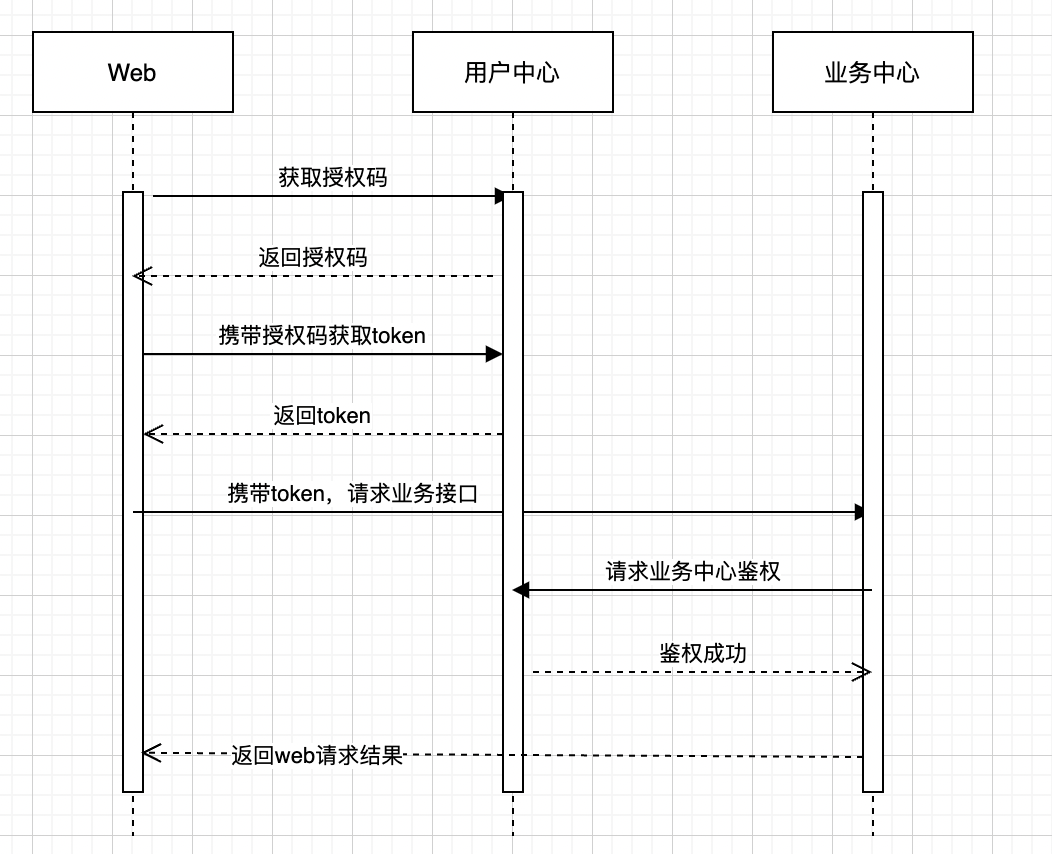 Web
用户中心
业务中心
获取授权码
返回授权码
携带授权码获取token
返回token
携带token，请求业务接口
请求业务中心鉴权
鉴权成功
返回web请求结果